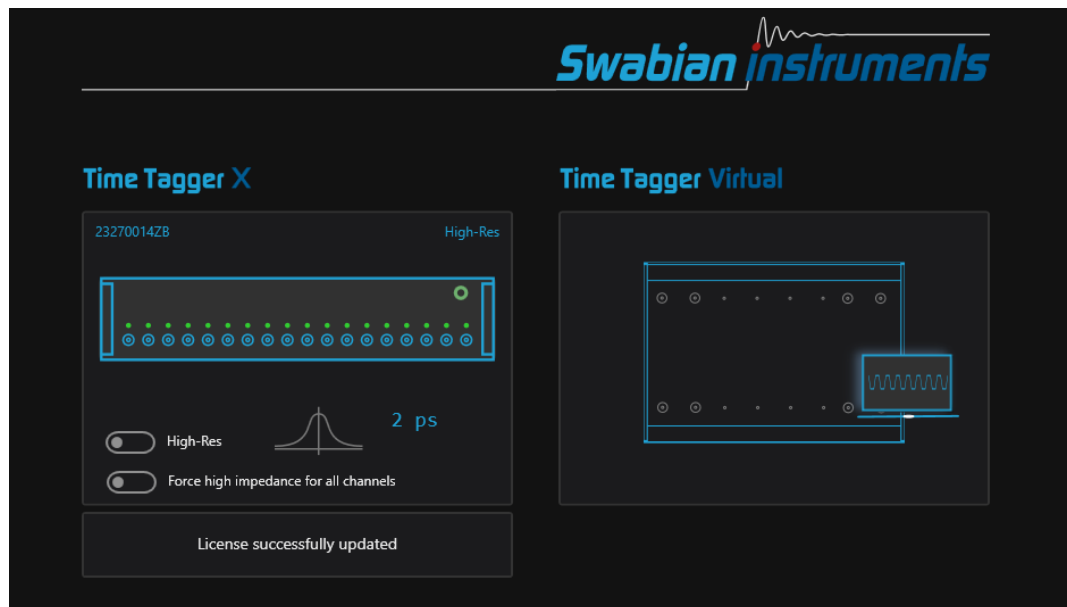 Swabian instruments
Time Tagger X
23270014ZB
High-Res
2 ps
High-Res
Force high impedance for all channels
License successfully updated
Time Tagger Virtual